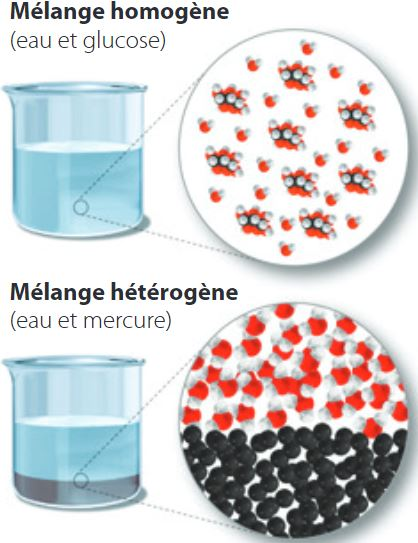 Mélange homogène
(eau et glucose)
Mélange hétérogène
(eau et mercure)